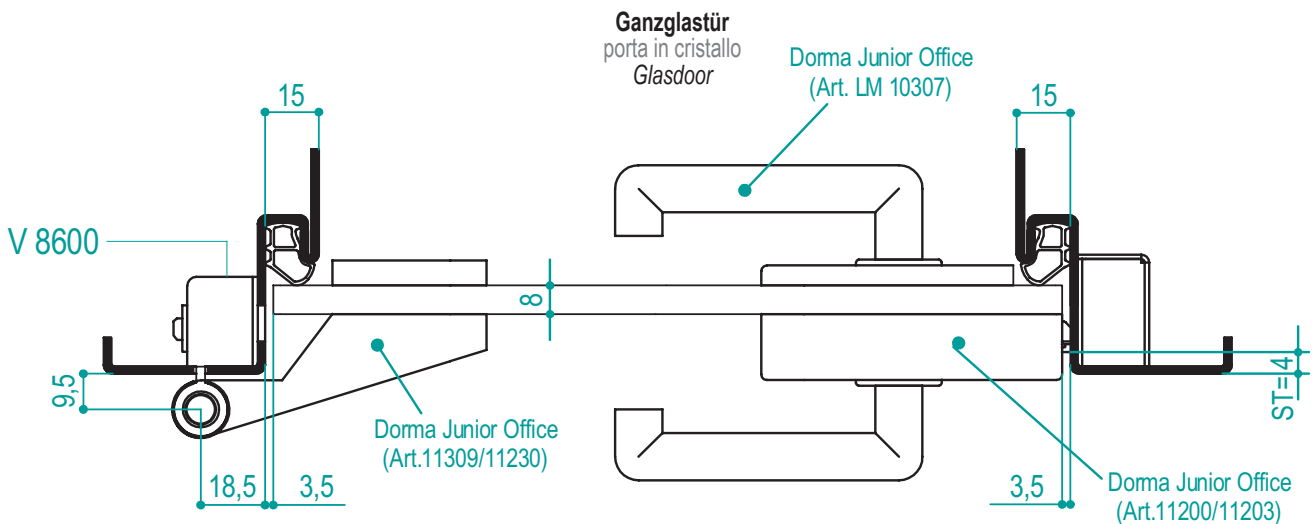 Ganzglastür
porta in cristallo
Glasdoor
Dorma Junior Office
(Art. LM 10307)
15
15
V 8600
8
9,5
ST= 4
Dorma Junior Office
(Art.11309/11230)
18,5
3,5
3,5
Dorma Junior Office
(Art.11200/11203)